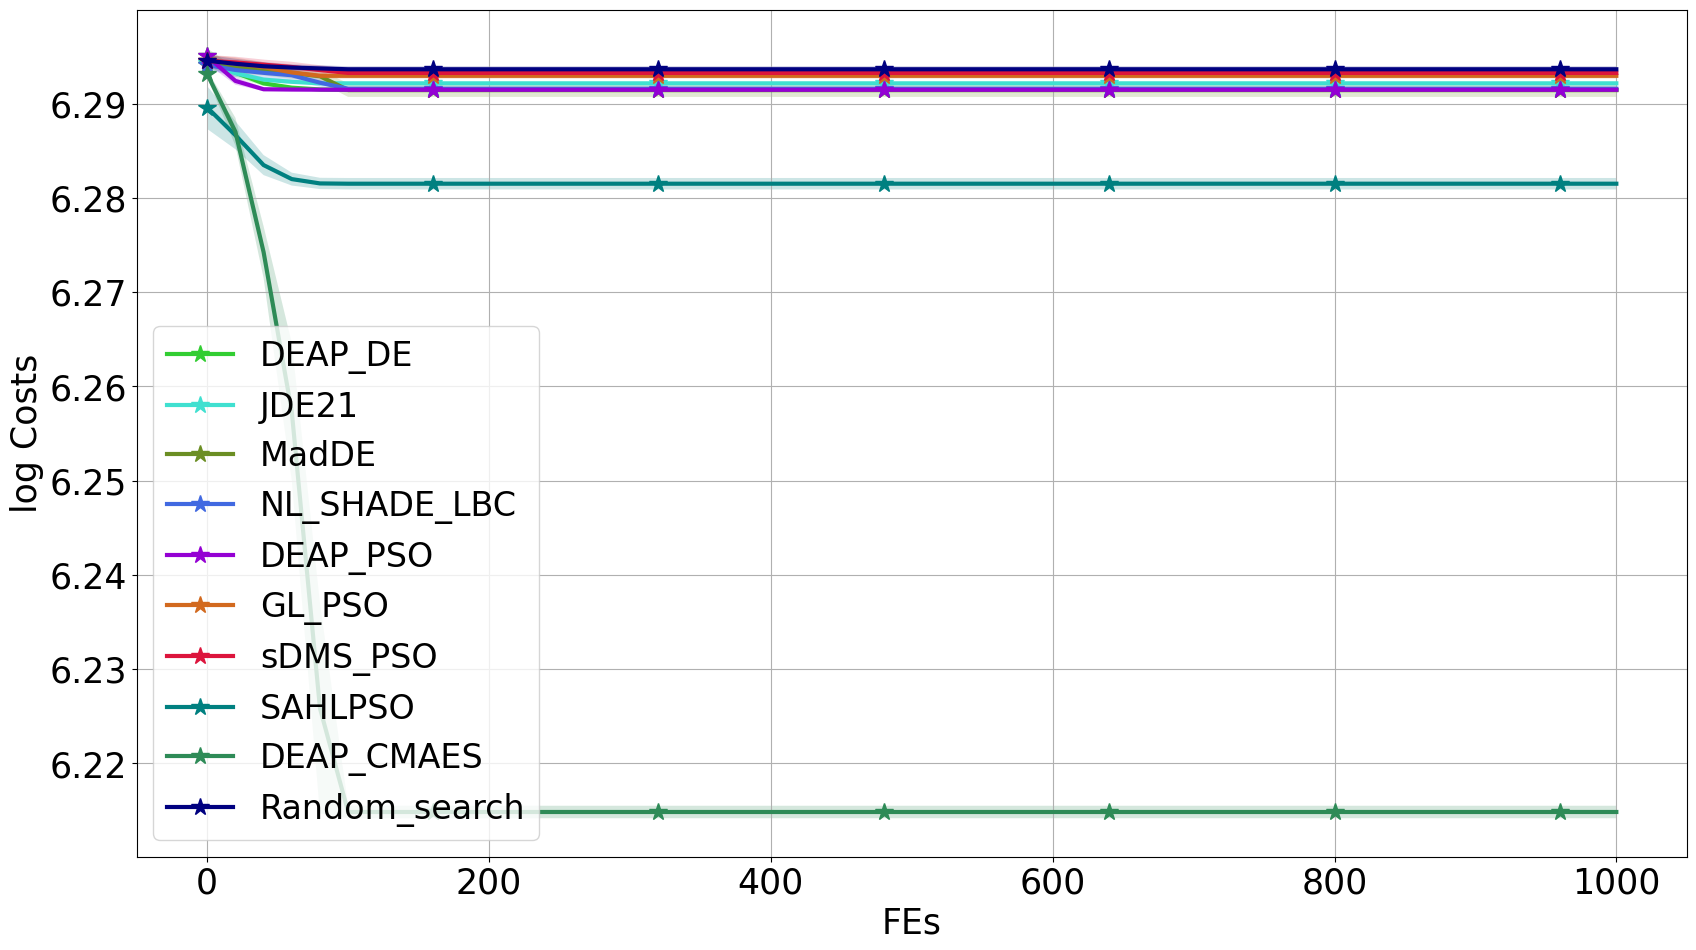 6.29
6.28
6.27
6.26
6.25
6.24
6.23
6.22
log Costs
DEAP_DE
JDE21
MadDE
NL_SHADE_LBC
DEAP_PSO
GL_PSO
sDMS_PSO
SAHLPSO
DEAP_CMAES
Random_search
0 200 400 600 800 1000
FEs